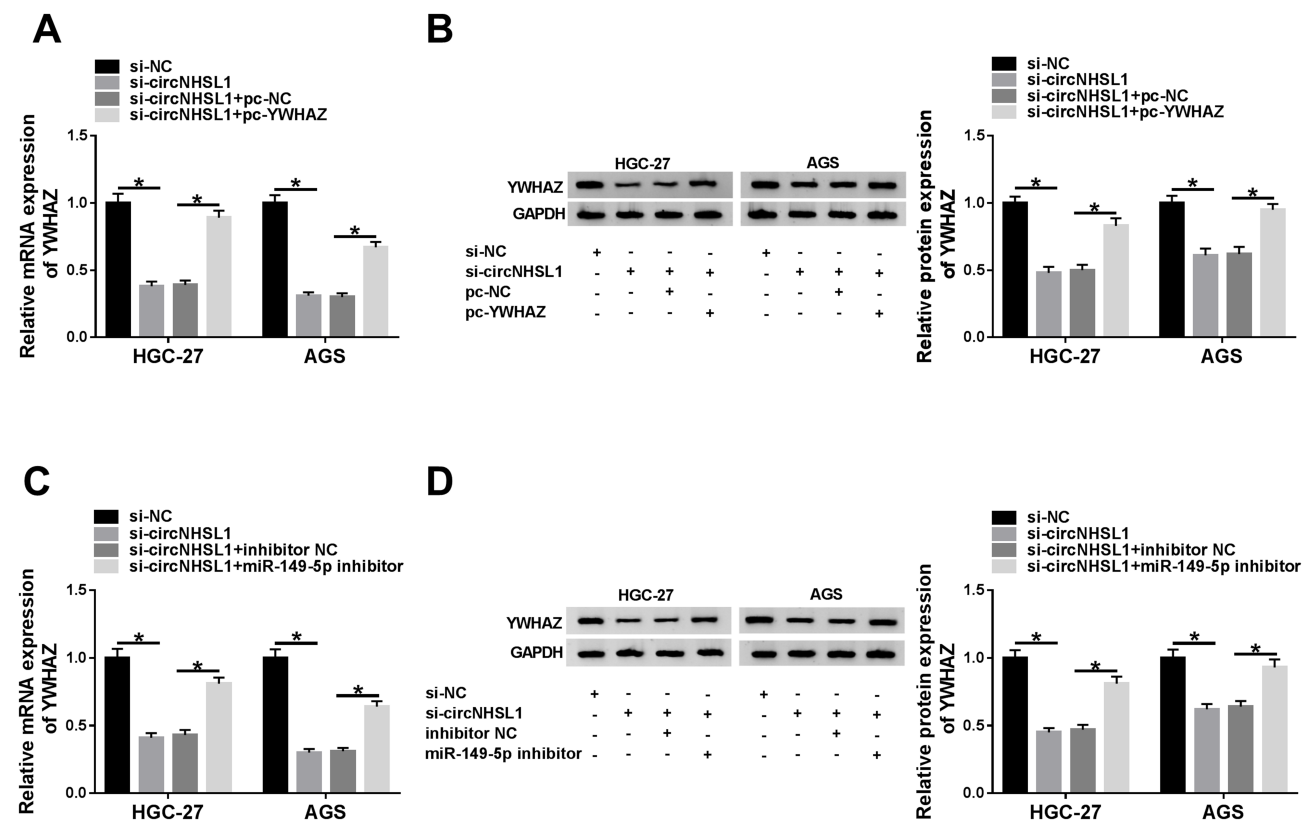 A
si-NC
si-circNHSL1
si-circNHSL1+pc-NC
si-circNHSL1+pc-YWHAZ
Relative mRNA expression
of YWHAZ
1.5
1.0
0.5
0.0
* * * *
HGC-27 AGS
B
HGC-27 AGS
YWHAZ
GAPDH
si-NC + - - - + - - -
si-circNHSL1 - + + + - + + +
pc-NC - - + - - - + -
pc-YWHAZ - - - + - - - +
si-NC
si-circNHSL1
si-circNHSL1+pc-NC
si-circNHSL1+pc-YWHAZ
Relative protein expression
of YWHAZ
1.5
1.0
0.5
0.0
* * * *
HGC-27 AGS
C
si-NC
si-circNHSL1
si-circNHSL1+inhibitor NC
si-circNHSL1+miR-149-5p inhibitor
Relative mRNA expression
of YWHAZ
1.5
1.0
0.5
0.0
* * * *
HGC-27 AGS
D
HGC-27 AGS
YWHAZ
GAPDH
si-NC + - - - + - - -
si-circNHSL1 - + + + - + + +
inhibitor NC - - + - - - + -
miR-149-5p inhibitor - - - + - - - +
si-NC
si-circNHSL1
si-circNHSL1+inhibitor NC
si-circNHSL1+miR-149-5p inhibitor
Relative protein expression
of YWHAZ
1.5
1.0
0.5
0.0
* * * *
HGC-27 AGS